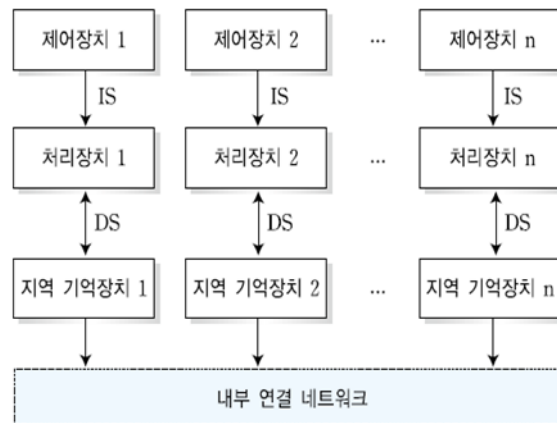 제어장치 1 제어장치 2 ··· 제어장치 n
IS IS IS
처리장치 1 처리장치 2 ··· 처리장치 n
DS DS DS
지역 기억장치 1 지역 기억장치 2 ··· 지역 기억장치 n
내부 연결 네트워크